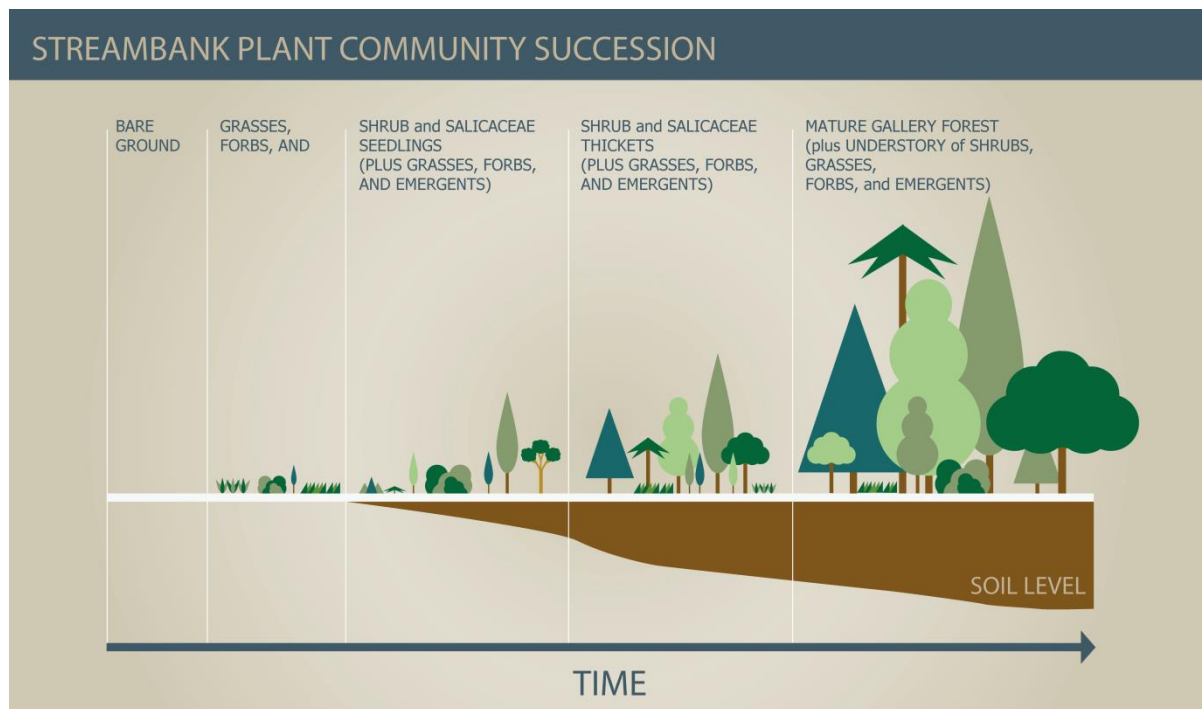 STREAMBANK PLANT COMMUNITY SUCCESSION
BARE
GROUND
GRASSES,
FORBS, AND
SHRUB and SALICACEAE
SEEDLINGS
(PLUS GRASSES, FORBS,
AND EMERGENTS)
SHRUB and SALICACEAE
THICKETS
(PLUS GRASSES, FORBS,
AND EMERGENTS)
MATURE GALLERY FOREST
(plus UNDERSTORY of SHRUBS,
GRASSES,
FORBS, and EMERGENTS)
SOIL LEVEL
TIME